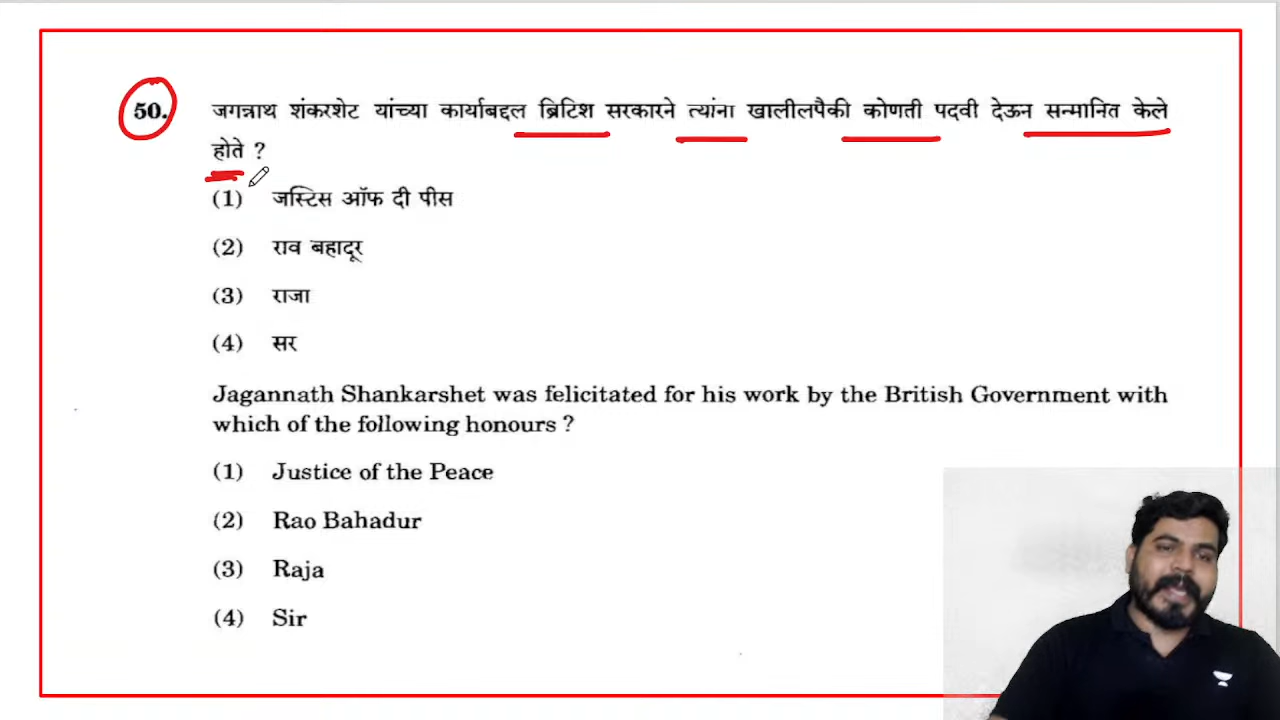 50. जगन्नाथ शंकरशेट यांच्या कार्याबद्दल ब्रिटिश सरकारने त्यांना खालीलपैकी कोणती पदवी देऊन सन्मानित केले
होते ?
(1) जस्टिस ऑफ दी पीस
(2) राव बहादूर
(3) राजा
(4) सर
Jagannath Shankarshet was felicitated for his work by the British Government with
which of the following honours ?
(1) Justice of the Peace
(2) Rao Bahadur
(3) Raja
(4) Sir